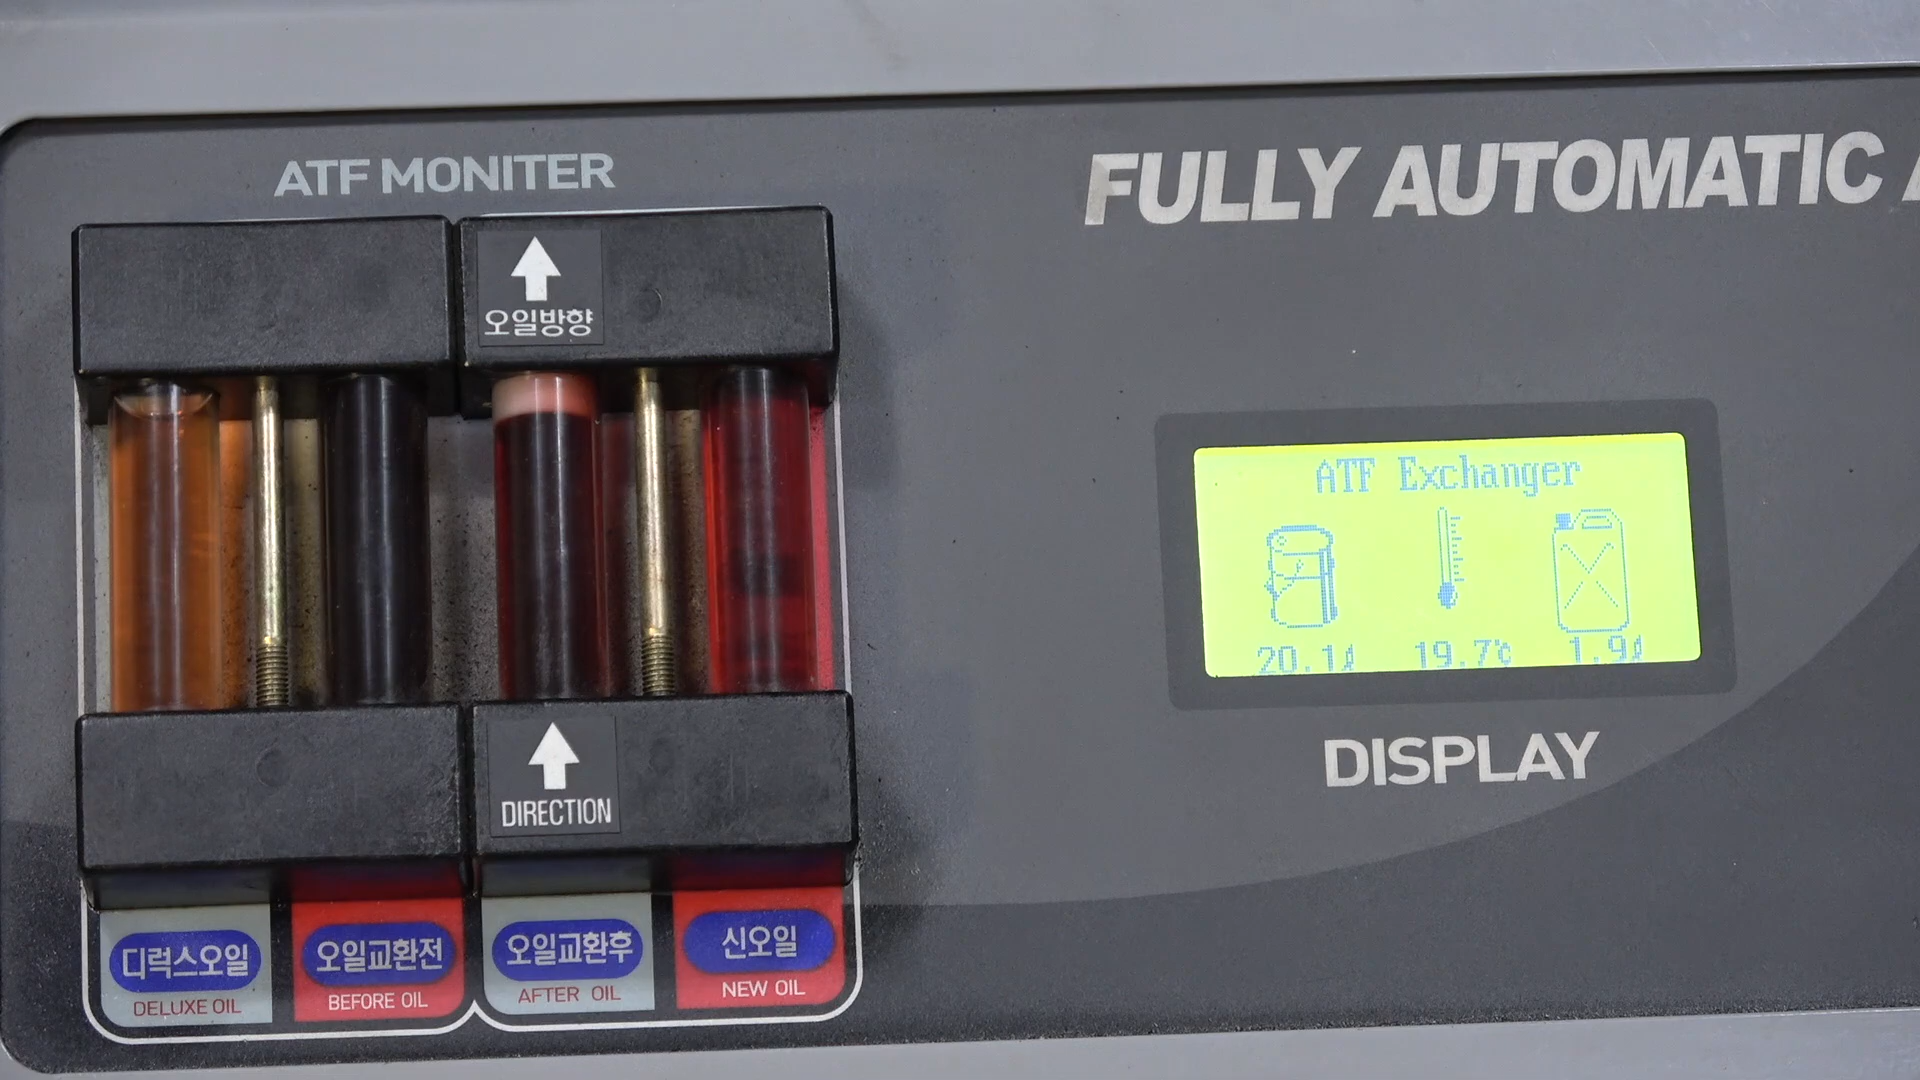 ATF MONITER
오일방향
DIRECTION
디럭스오일
DELUXE OIL
오일교환전
BEFORE OIL
오일교환후
AFTER OIL
신오일
NEW OIL
FULLY AUTOMATIC
ATF Exchanger
20.1ℓ 19.7℃ 1.9ℓ
DISPLAY